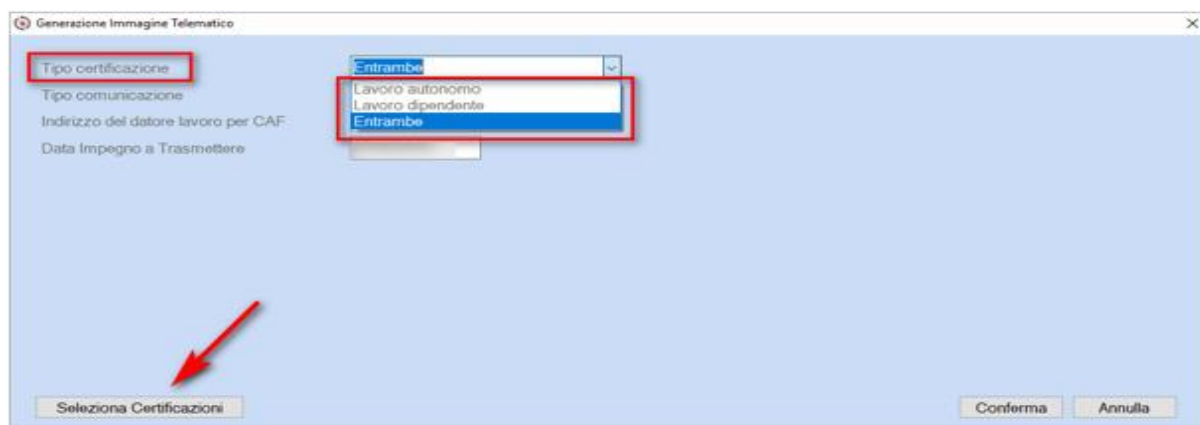 Generazione Immagine Telematico
Tipo certificazione
Entrambe
Tipo comunicazione
Lavoro autonomo
Lavoro dipendente
Indirizzo del datore lavoro per CAF
Entrambe
Data Impegno a Trasmettere
Seleziona Certificazioni
Conferma
Annulla